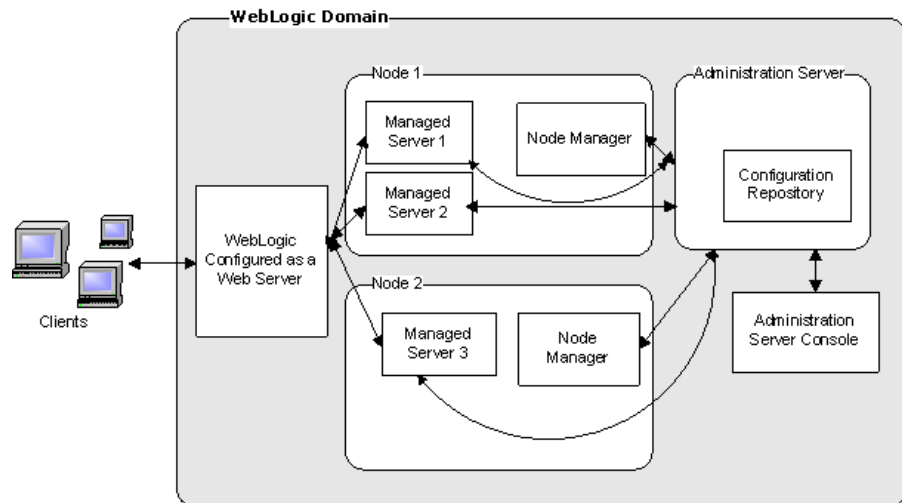 WebLogic Domain
Node 1
Administration Server
Managed
Server 1
Node Manager
Managed
Server 2
Configuration
Repository
WebLogic
Configured as a
Web Server
Clients
Node 2
Managed
Server 3
Node
Manager
Administration
Server Console